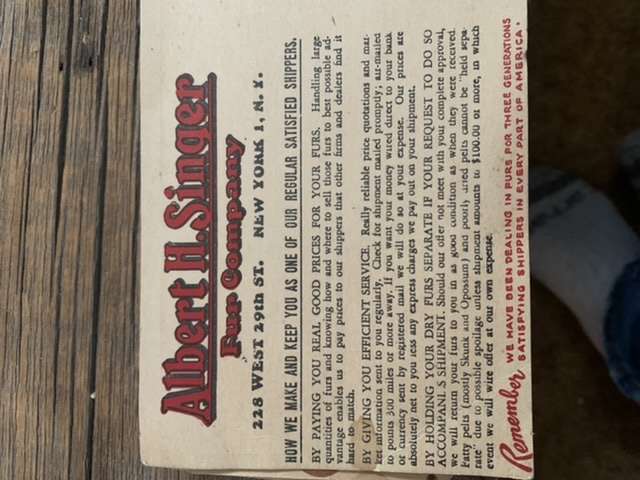 Albert H. Singer
Fur Company
228 WEST 29th ST. NEW YORK 1, N. Y.
HOW WE MAKE AND KEEP YOU AS ONE OF OUR REGULAR SATISFIED SHIPPERS.
BY PAYING YOU REAL GOOD PRICES FOR YOUR FURS. Handling large
quantities of furs and knowing how and where to sell those furs to best possible ad-
vantage enables us to pay prices to our shippers that other firms and dealers find it
hard to match.
BY GIVING YOU EFFICIENT SERVICE. Really reliable price quotations and mar-
ket information sent to you regularly. Check for shipment mailed promptly, air-mailed
to points 300 miles or more away. If you want your money wired direct to your bank
or currency sent by registered mail we will do so at your expense. Our prices are
absolutely net to you less any express charges we pay out on your shipment.
BY HOLDING YOUR DRY FURS SEPARATE IF YOUR REQUEST TO DO SO
ACCOMPANI S SHIPMENT. Should our offer not meet with your complete approval,
we will return your furs to you in as good condition as when they were received.
Fatty pelts (mostly Skunk and Opossum) and poorly dried pelts cannot be "held sepa-
rate" due to possible spoilage unless shipment amounts to $100.00 or more, in which
event we will wire offer at our own expense.
Remember WE HAVE BEEN DEALING IN FURS FOR THREE GENERATIONS
SATISFYING SHIPPERS IN EVERY PART OF AMERICA.